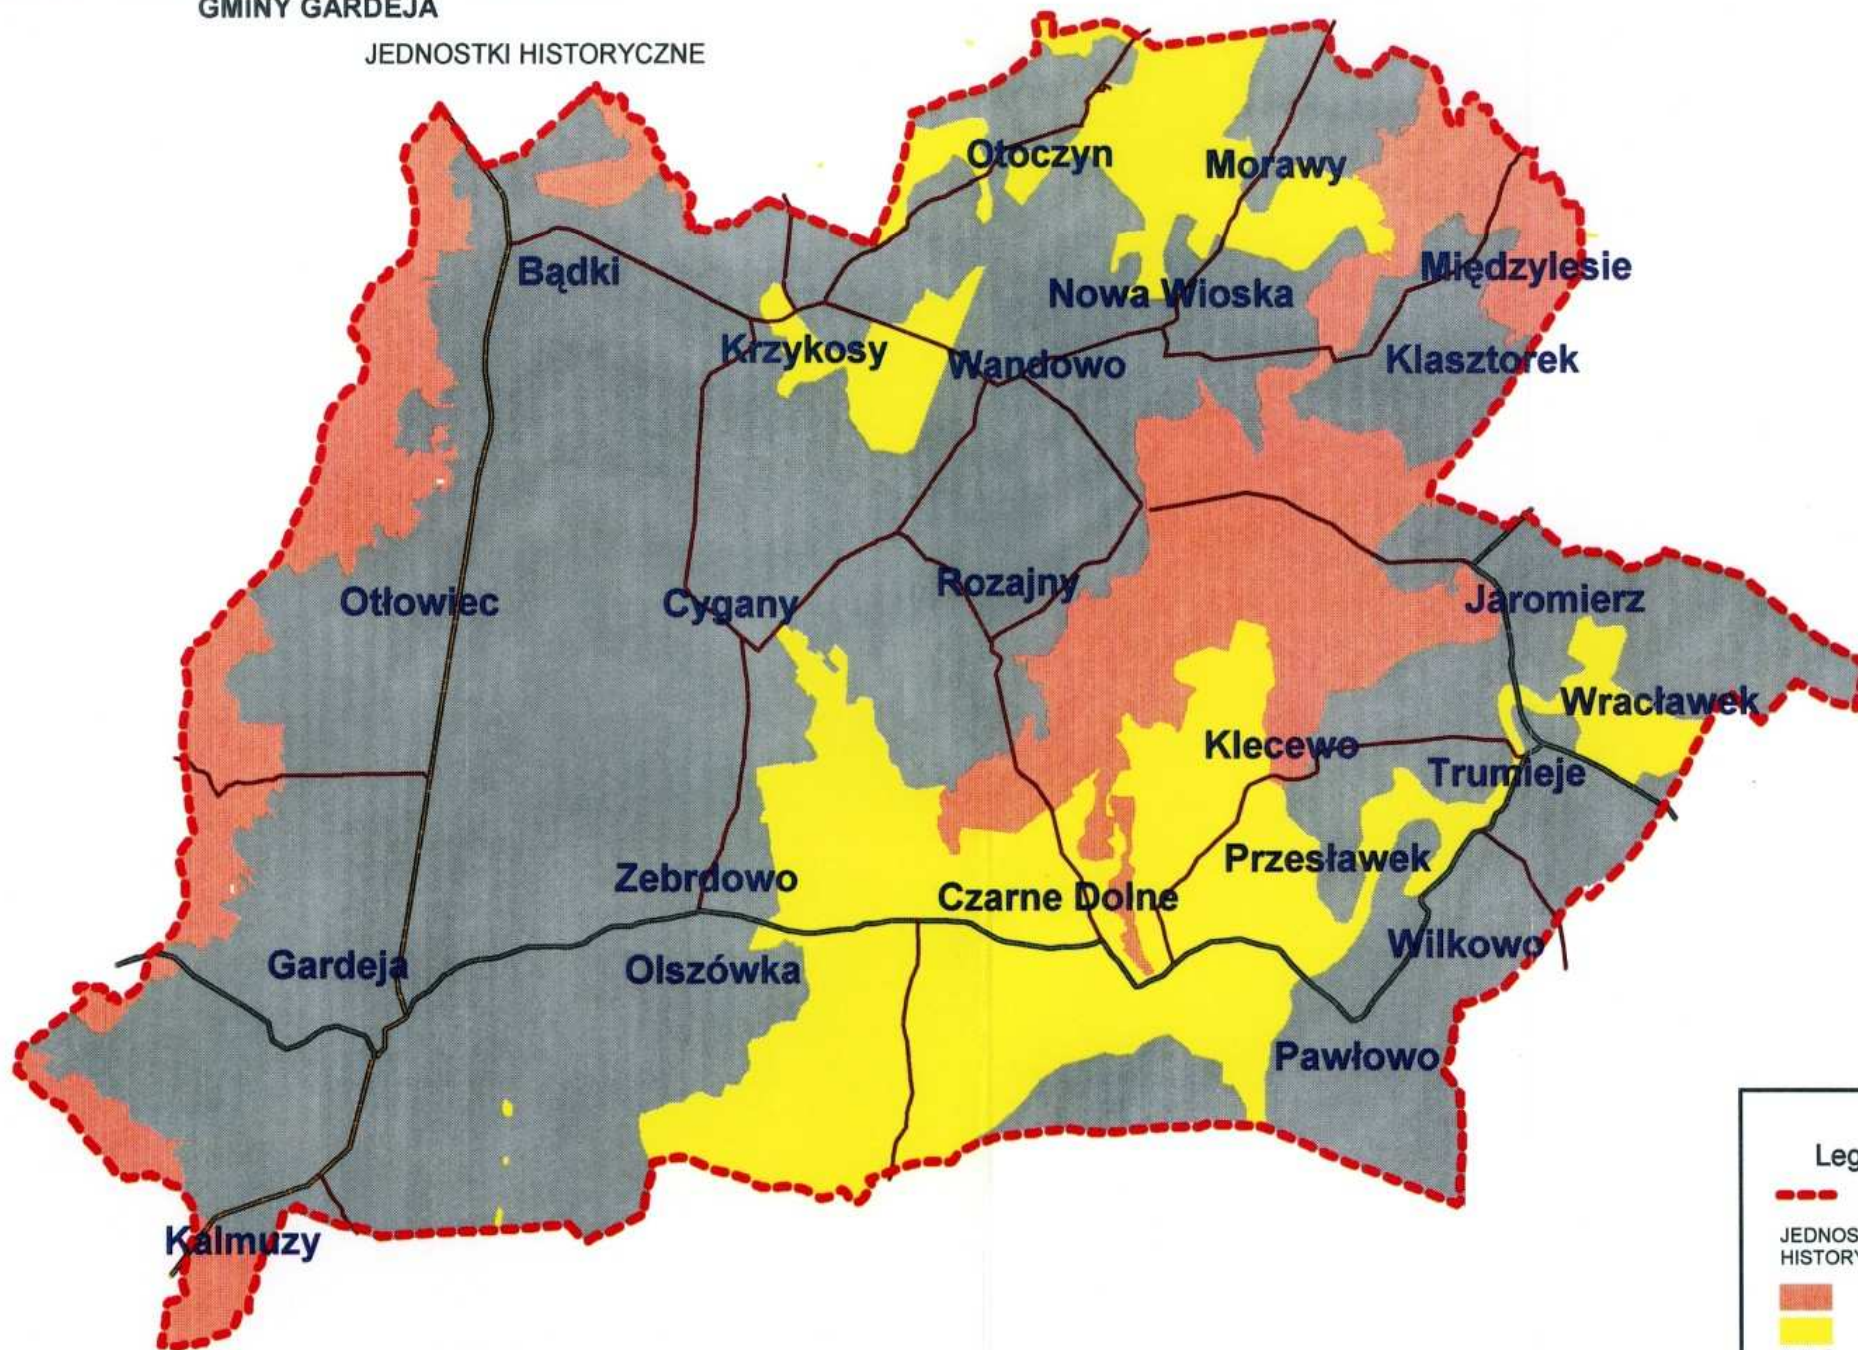 GMINY GARDEJA
JEDNOSTKI HISTORYCZNE
Otoczyn
Morawy
Bądki
Międzylesie
Nowa Wioska
Krzykosy
Wandowo
Klasztorek
Otłowiec
Cygany
Rozajny
Jaromierz
Wracławek
Klecewo
Trumieje
Zebrdowo
Czarne Dolne
Przesławek
Gardeja
Olszówka
Wilkowo
Pawłowo
Kalmuzy
Leg
JEDNOS
HISTORY